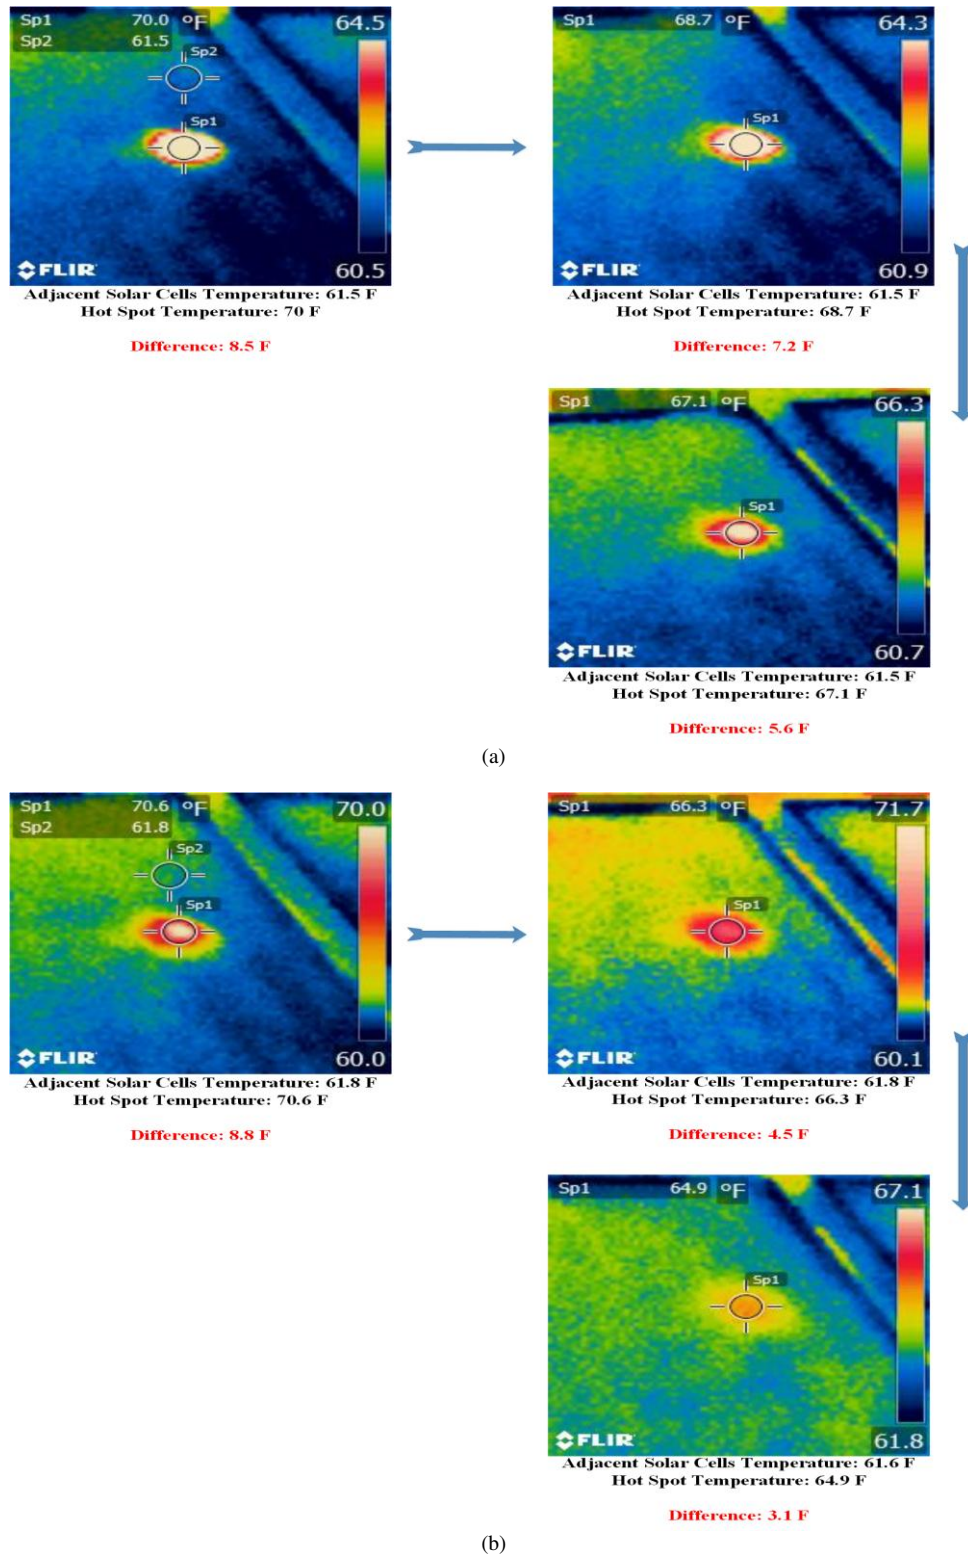 Sp1 70.0 °F 64.5
Sp2 61.5
Sp2
Sp1
FLIR 60.5
Adjacent Solar Cells Temperature: 61.5 F
Hot Spot Temperature: 70 F
Difference: 8.5 F
Sp1 68.7 °F 64.3
Sp1
FLIR 60.9
Adjacent Solar Cells Temperature: 61.5 F
Hot Spot Temperature: 68.7 F
Difference: 7.2 F
Sp1 67.1 °F 66.3
Sp1
FLIR 60.7
Adjacent Solar Cells Temperature: 61.5 F
Hot Spot Temperature: 67.1 F
Difference: 5.6 F
(a)
Sp1 70.6 °F 70.0
Sp2 61.8
Sp2
Sp1
FLIR 60.0
Adjacent Solar Cells Temperature: 61.8 F
Hot Spot Temperature: 70.6 F
Difference: 8.8 F
Sp1 66.3 °F 71.7
Sp1
FLIR 60.1
Adjacent Solar Cells Temperature: 61.8 F
Hot Spot Temperature: 66.3 F
Difference: 4.5 F
Sp1 64.9 °F 67.1
Sp1
FLIR 61.8
Adjacent Solar Cells Temperature: 61.6 F
Hot Spot Temperature: 64.9 F
Difference: 3.1 F
(b)